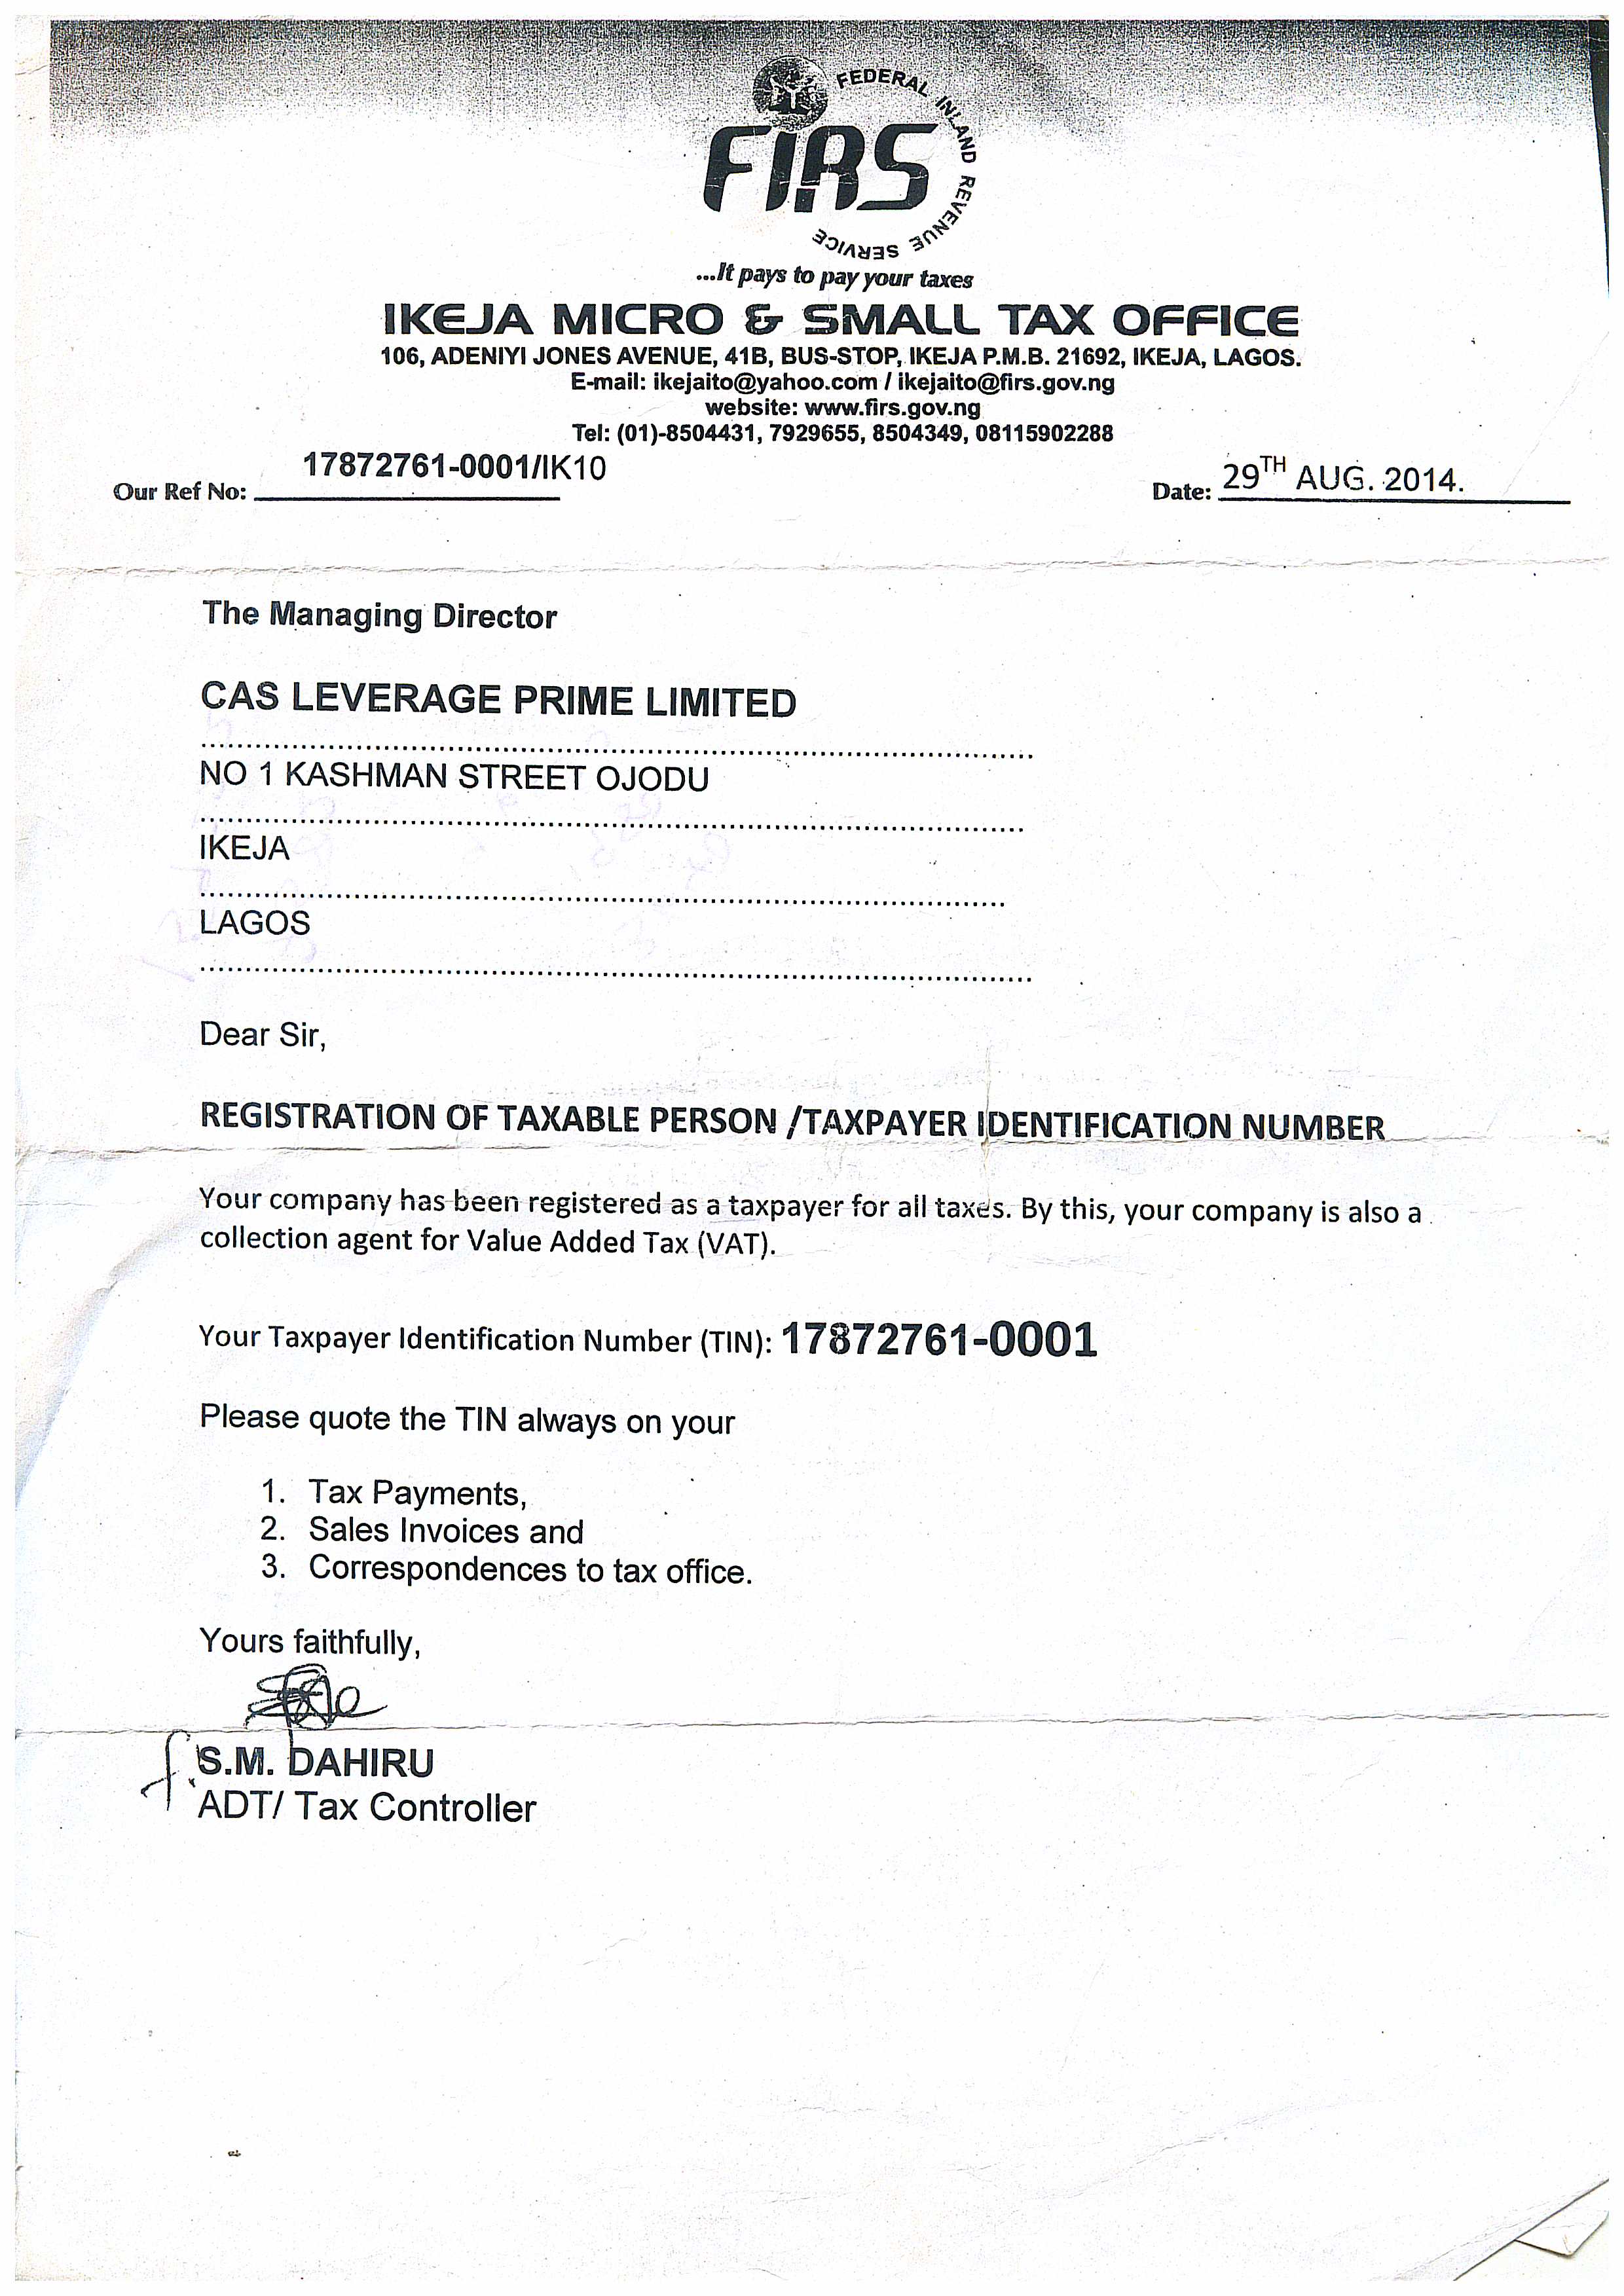 FEDERAL INLAND REVENUE SERVICE
FIRS
...It pays to pay your taxes
IKEJA MICRO & SMALL TAX OFFICE
106, ADENIYI JONES AVENUE, 41B, BUS-STOP, IKEJA P.M.B. 21692, IKEJA, LAGOS.
E-mail: ikejaito@yahoo.com / ikejaito@firs.gov.ng
website: www.firs.gov.ng
Tel: (01)-8504431, 7929655, 8504349, 08115902288
Our Ref No: 17872761-0001/IK10
Date: 29TH AUG. 2014.
The Managing Director
CAS LEVERAGE PRIME LIMITED
NO 1 KASHMAN STREET OJODU
IKEJA
LAGOS
Dear Sir,
REGISTRATION OF TAXABLE PERSON /TAXPAYER IDENTIFICATION NUMBER
Your company has been registered as a taxpayer for all taxes. By this, your company is also a
collection agent for Value Added Tax (VAT).
Your Taxpayer Identification Number (TIN): 17872761-0001
Please quote the TIN always on your
1. Tax Payments,
2. Sales Invoices and
3. Correspondences to tax office.
Yours faithfully,
S.M. DAHIRU
ADT/ Tax Controller